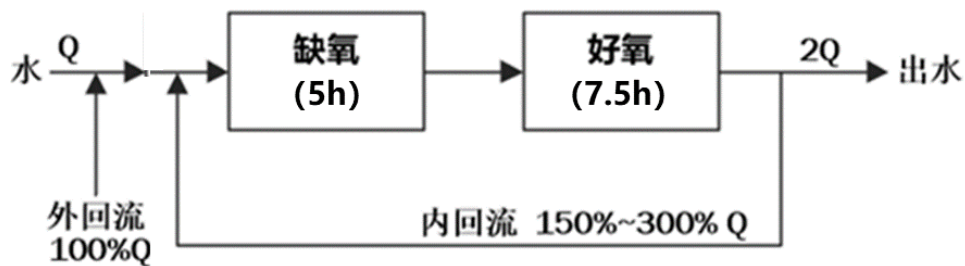 水
Q
缺氧
(5h)
好氧
(7.5h)
2Q
出水
外回流
100%Q
内回流 150%~300% Q